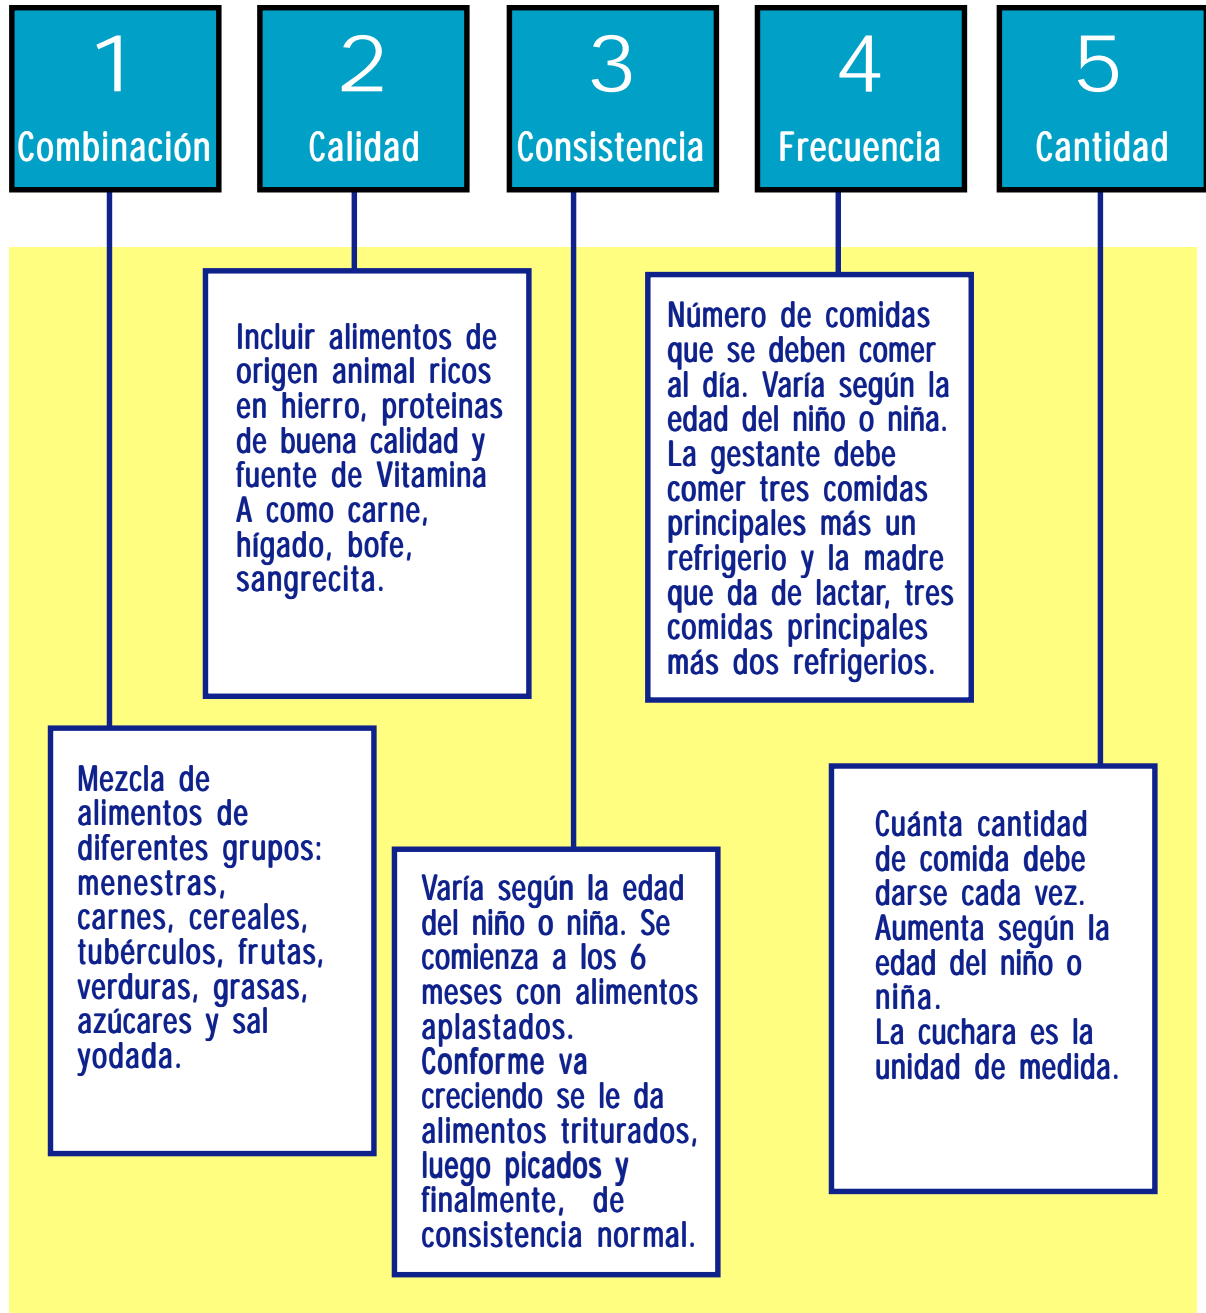 1
Combinación
2
Calidad
3
Consistencia
4
Frecuencia
5
Cantidad
Incluir alimentos de
origen animal ricos
en hierro, proteinas
de buena calidad y
fuente de Vitamina
A como carne,
hígado, bofe,
sangrecita.
Número de comidas
que se deben comer
al día. Varía según la
edad del niño o niña.
La gestante debe
comer tres comidas
principales más un
refrigerio y la madre
que da de lactar, tres
comidas principales
más dos refrigerios.
Mezcla de
alimentos de
diferentes grupos:
menestras,
carnes, cereales,
tubérculos, frutas,
verduras, grasas,
azúcares y sal
yodada.
Varía según la edad
del niño o niña. Se
comienza a los 6
meses con alimentos
aplastados.
Conforme va
creciendo se le da
alimentos triturados,
luego picados y
finalmente, de
consistencia normal.
Cuánta cantidad
de comida debe
darse cada vez.
Aumenta según la
edad del niño o
niña.
La cuchara es la
unidad de medida.